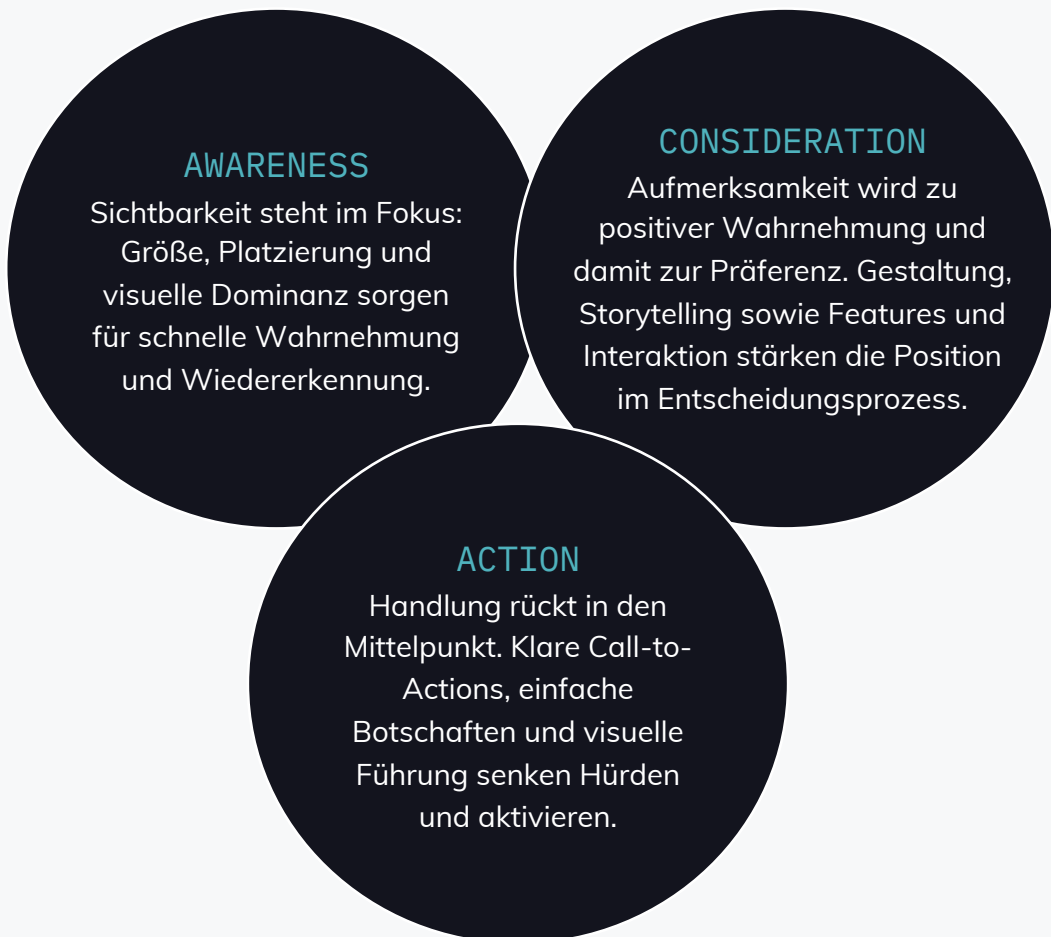 AWARENESS
Sichtbarkeit steht im Fokus:
Größe, Platzierung und
visuelle Dominanz sorgen
für schnelle Wahrnehmung
und Wiedererkennung.
CONSIDERATION
Aufmerksamkeit wird zu
positiver Wahrnehmung und
damit zur Präferenz. Gestaltung,
Storytelling sowie Features und
Interaktion stärken die Position
im Entscheidungsprozess.
ACTION
Handlung rückt in den
Mittelpunkt. Klare Call-to-
Actions, einfache
Botschaften und visuelle
Führung senken Hürden
und aktivieren.